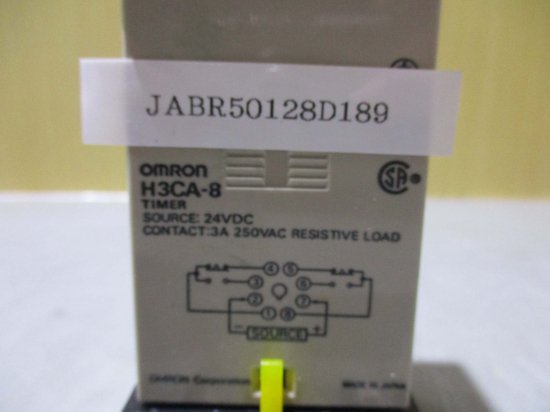 JABR50128D189
OMRON
H3CA-8
TIMER
SOURCE: 24VDC
CONTACT:3A 250VAC RESISTIVE LOAD
4 5
3 6
2 7
1 8
− SOURCE +
OMRON Corporation MADE IN JAPAN